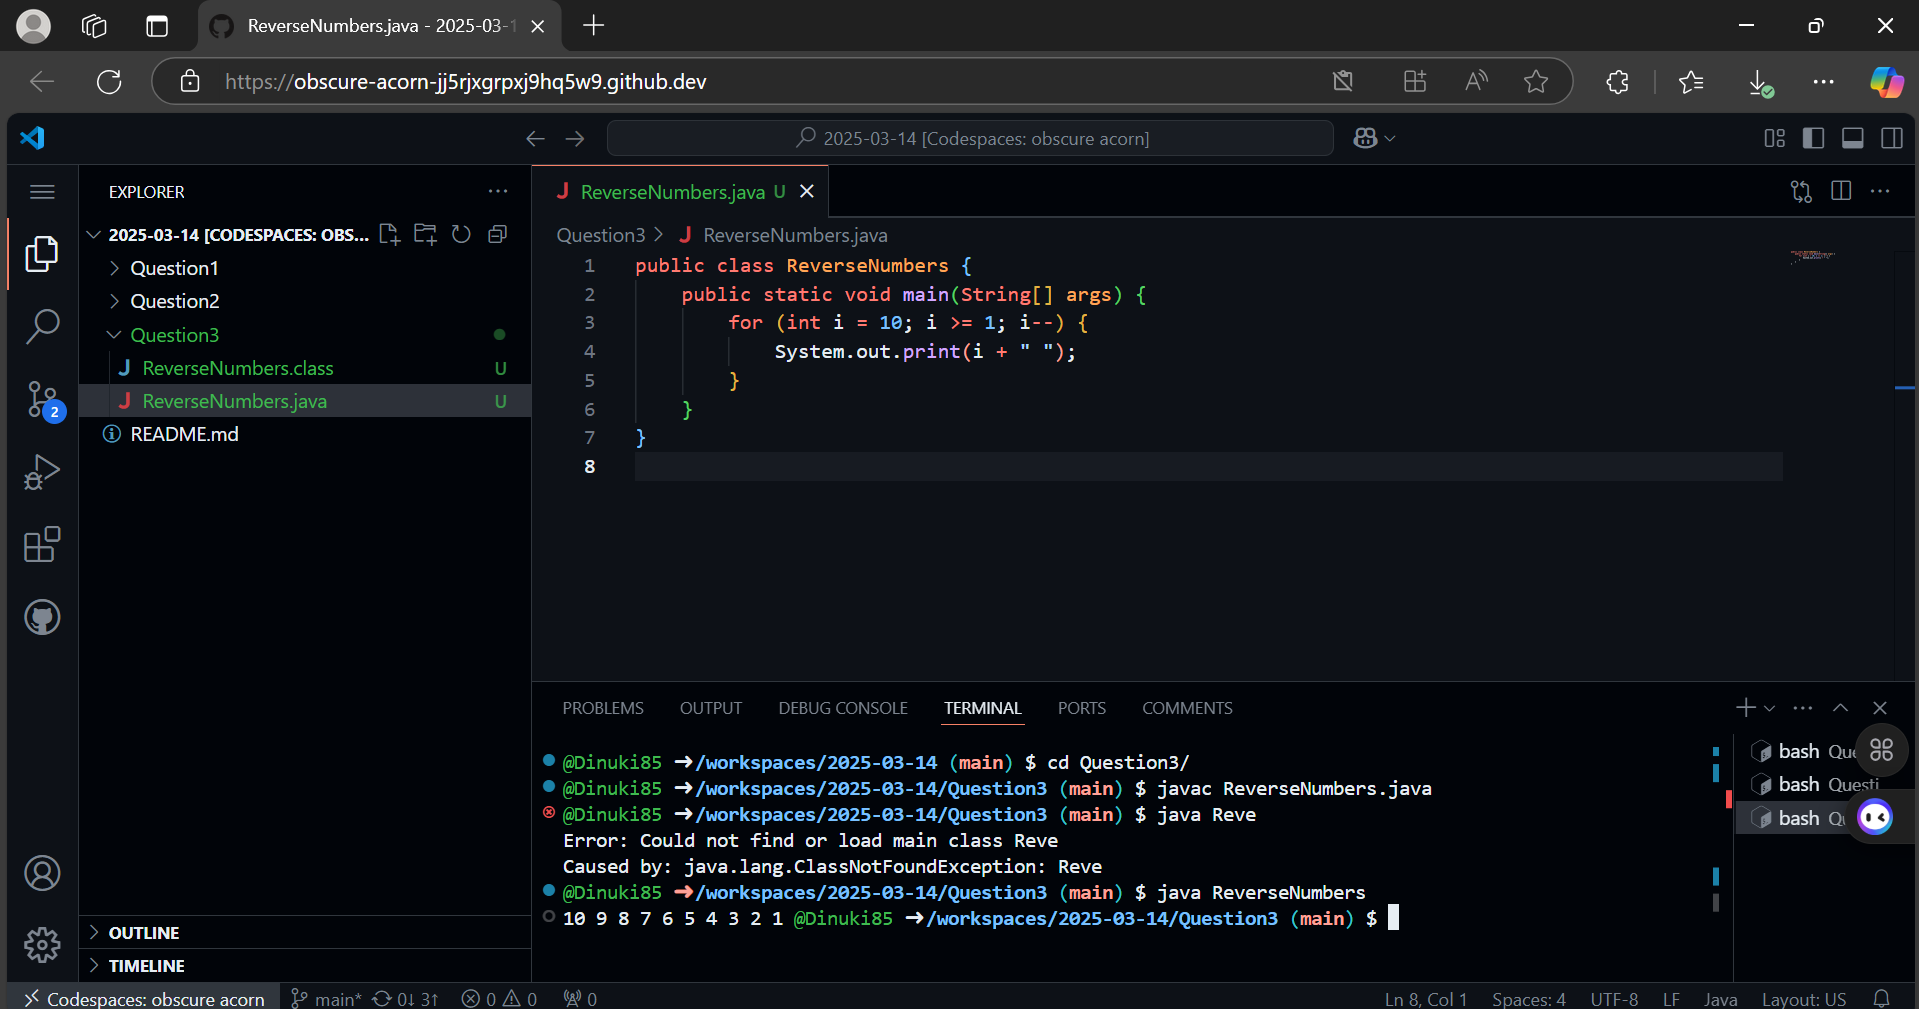 ReverseNumbers.java - 2025-03-1
https://obscure-acorn-jj5rjxgrpxj9hq5w9.github.dev
2025-03-14 [Codespaces: obscure acorn]
EXPLORER
2025-03-14 [CODESPACES: OBS...
Question1
Question2
Question3
J ReverseNumbers.class U
J ReverseNumbers.java U
README.md
2
OUTLINE
TIMELINE
J ReverseNumbers.java U
Question3 > J ReverseNumbers.java
1 public class ReverseNumbers {
2 public static void main(String[] args) {
3 for (int i = 10; i >= 1; i--) {
4 System.out.print(i + " ");
5 }
6 }
7 }
8
PROBLEMS OUTPUT DEBUG CONSOLE TERMINAL PORTS COMMENTS
@Dinuki85 ➜/workspaces/2025-03-14 (main) $ cd Question3/
@Dinuki85 ➜/workspaces/2025-03-14/Question3 (main) $ javac ReverseNumbers.java
@Dinuki85 ➜/workspaces/2025-03-14/Question3 (main) $ java Reve
Error: Could not find or load main class Reve
Caused by: java.lang.ClassNotFoundException: Reve
@Dinuki85 ➜/workspaces/2025-03-14/Question3 (main) $ java ReverseNumbers
10 9 8 7 6 5 4 3 2 1 @Dinuki85 ➜/workspaces/2025-03-14/Question3 (main) $
bash
bash Questi
bash
Codespaces: obscure acorn main* 0↓ 3↑ 0 0 0
Ln 8, Col 1 Spaces: 4 UTF-8 LF Java Layout: US